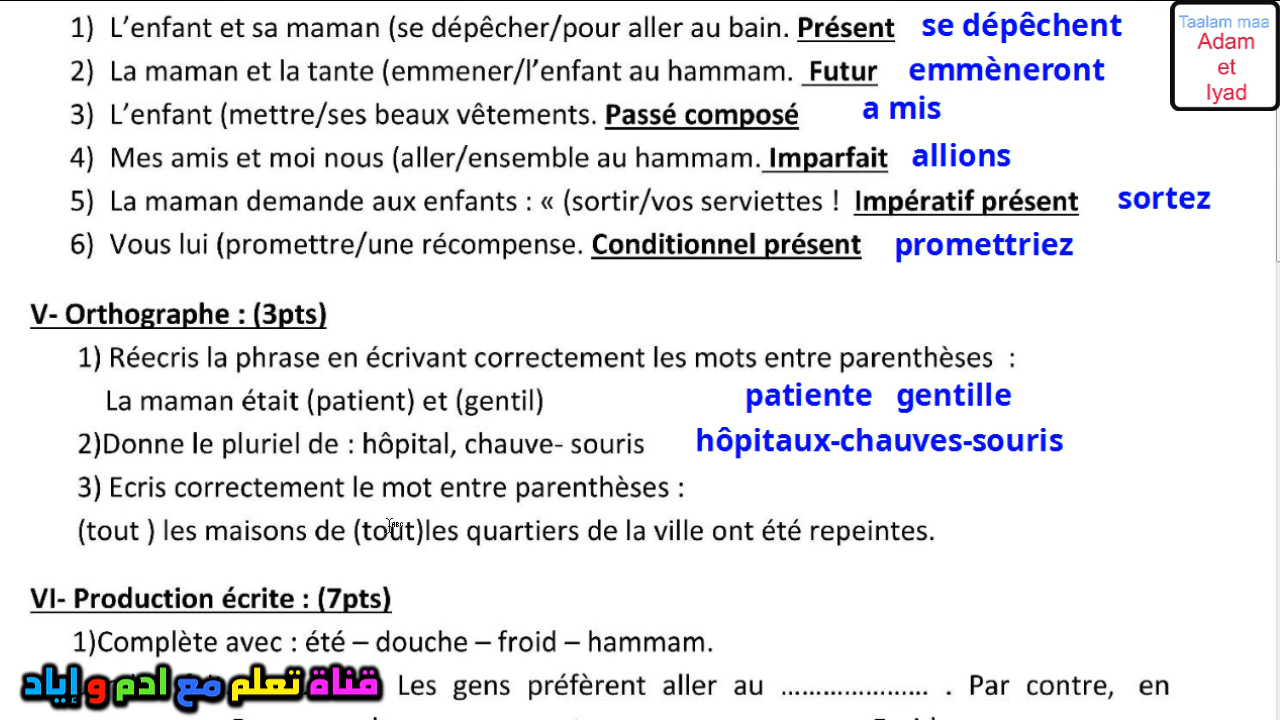 1) L’enfant et sa maman (se dépêcher/pour aller au bain. Présent se dépêchent
2) La maman et la tante (emmener/l’enfant au hammam. Futur emmèneront
3) L’enfant (mettre/ses beaux vêtements. Passé composé a mis
4) Mes amis et moi nous (aller/ensemble au hammam. Imparfait allions
5) La maman demande aux enfants : « (sortir/vos serviettes ! Impératif présent sortez
6) Vous lui (promettre/une récompense. Conditionnel présent promettriez
Taalam maa
Adam
et
Iyad
V- Orthographe : (3pts)
1) Réecris la phrase en écrivant correctement les mots entre parenthèses :
La maman était (patient) et (gentil) patiente gentille
2)Donne le pluriel de : hôpital, chauve- souris hôpitaux-chauves-souris
3) Ecris correctement le mot entre parenthèses :
(tout ) les maisons de (tout)les quartiers de la ville ont été repeintes.
VI- Production écrite : (7pts)
1)Complète avec : été – douche – froid – hammam.
قناة تعلم مع ادم و إياد Les gens préfèrent aller au ………………… . Par contre, en